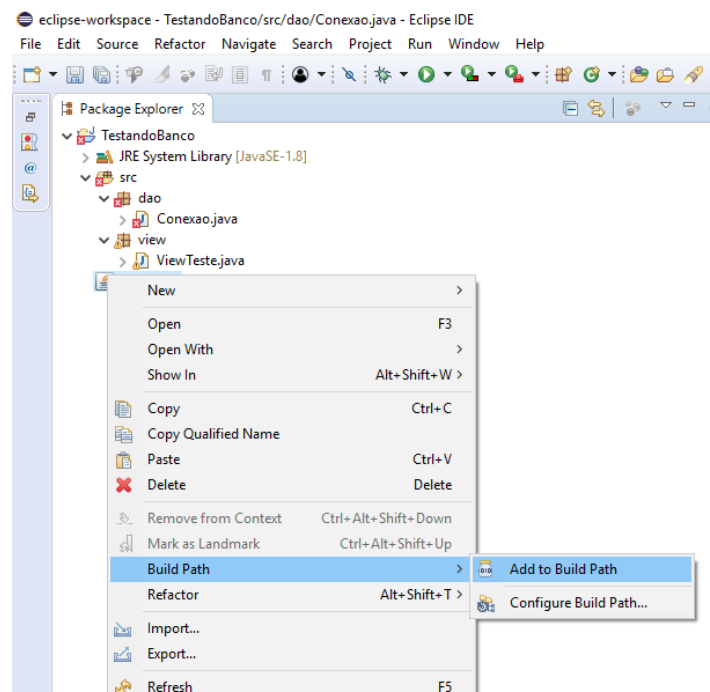 eclipse-workspace - TestandoBanco/src/dao/Conexao.java - Eclipse IDE
File Edit Source Refactor Navigate Search Project Run Window Help
Package Explorer
TestandoBanco
JRE System Library [JavaSE-1.8]
src
dao
Conexao.java
view
ViewTeste.java
New
Open F3
Open With
Show In Alt+Shift+W
Copy Ctrl+C
Copy Qualified Name
Paste Ctrl+V
Delete Delete
Remove from Context Ctrl+Alt+Shift+Down
Mark as Landmark Ctrl+Alt+Shift+Up
Build Path
Add to Build Path
Refactor Alt+Shift+T
Configure Build Path...
Import...
Export...
Refresh F5